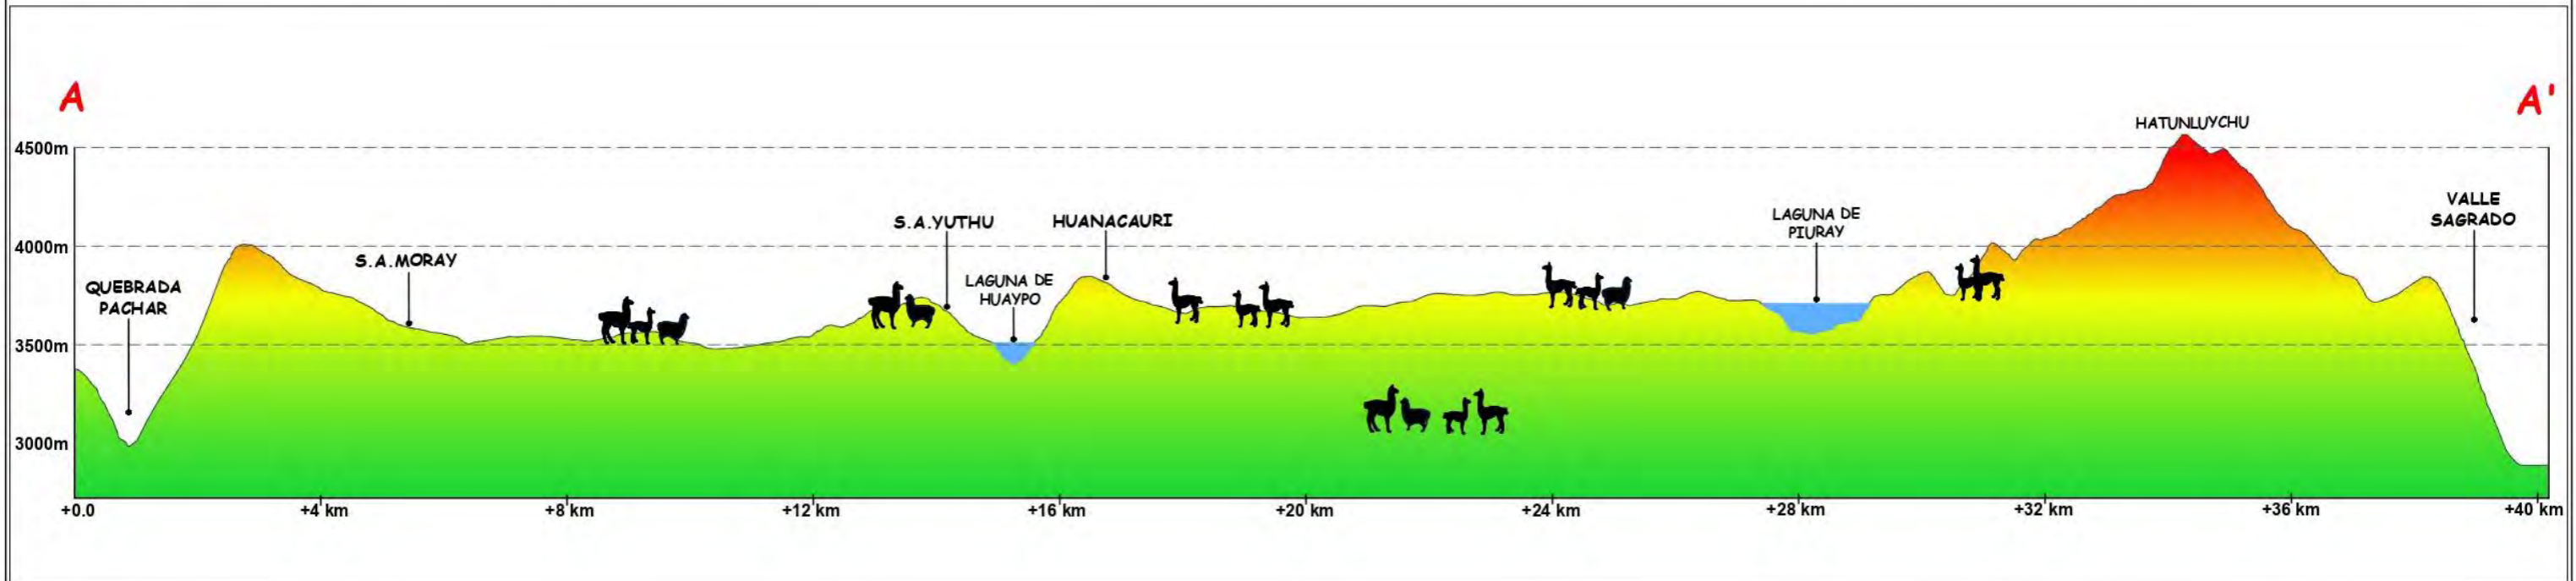 A
A'
HATUNLUYCHU
4500m
VALLE
SAGRADO
LAGUNA DE
PIURAY
S.A.YUTHU
HUANACAURI
4000m
S.A.MORAY
LAGUNA DE
HUAYPO
QUEBRADA
PACHAR
3500m
3000m
+0.0
+4 km
+8 km
+12 km
+16 km
+20 km
+24 km
+28 km
+32 km
+36 km
+40 km